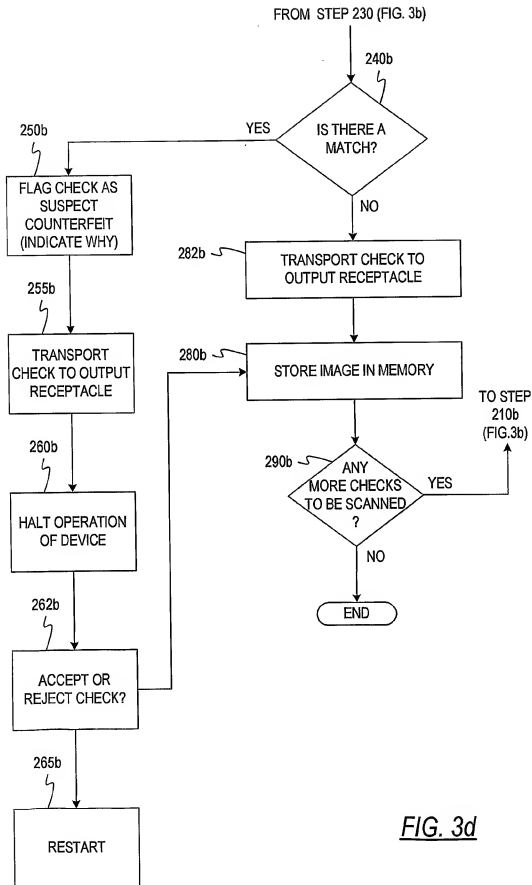 FROM STEP 230 (FIG. 3b)
240b
IS THERE A
MATCH?
YES
NO
250b
FLAG CHECK AS
SUSPECT
COUNTERFEIT
(INDICATE WHY)
255b
TRANSPORT
CHECK TO OUTPUT
RECEPTACLE
260b
HALT OPERATION
OF DEVICE
262b
ACCEPT OR
REJECT CHECK?
265b
RESTART
282b
TRANSPORT CHECK TO
OUTPUT RECEPTACLE
280b
STORE IMAGE IN MEMORY
290b
ANY
MORE CHECKS
TO BE SCANNED
?
YES
TO STEP
210b
(FIG.3b)
NO
END
FIG. 3d